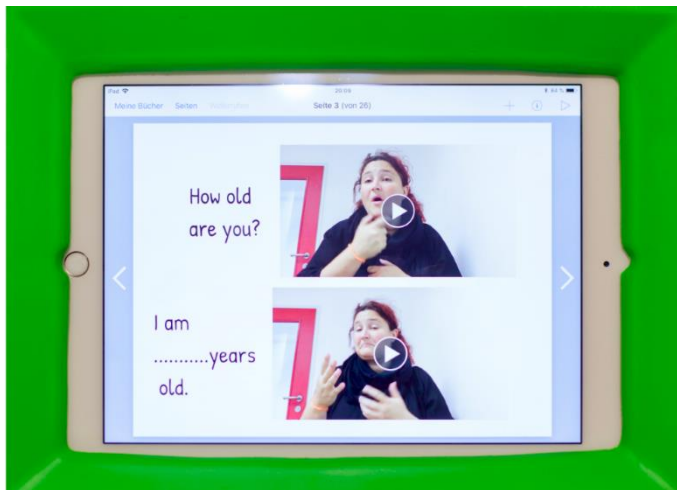 iPad
20:06
Meine Bücher Seiten
Seite 3 (von 26)
How old
are you?
I am
...........years
old.